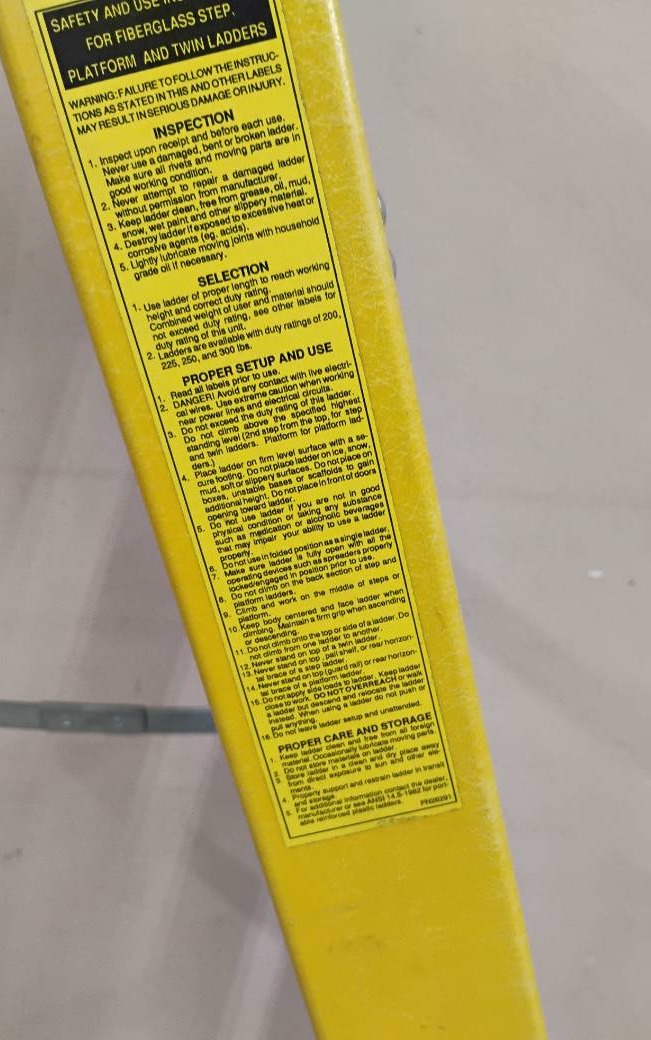 SAFETY AND USE
FOR FIBERGLASS STEP,
PLATFORM AND TWIN LADDERS
WARNING: FAILURE TO FOLLOW THE INSTRUC-
TIONS AS STATED IN THIS AND OTHER LABELS
MAY RESULT IN SERIOUS DAMAGE OR INJURY.
INSPECTION
1. Inspect upon receipt and before each use.
Never use a damaged, bent or broken ladder.
Make sure all rivets and moving parts are in
good working condition.
2. Never attempt to repair a damaged ladder
without permission from manufacturer.
3. Keep ladder clean, free from grease, oil, mud,
snow, wet paint and other slippery material.
4. Destroy ladder if exposed to excessive heat or
corrosive agents (eg. acids).
5. Lightly lubricate moving joints with household
grade oil if necessary.
SELECTION
1. Use ladder of proper length to reach working
height and correct duty rating.
Combined weight of user and material should
not exceed duty rating, see other labels for
duty rating of this unit.
2. Ladders are available with duty ratings of 200,
225, 250, and 300 lbs.
PROPER SETUP AND USE
1. Read all labels prior to use.
2. DANGER! Avoid any contact with live electri-
cal wires. Use extreme caution when working
near power lines and electrical circuits.
3. Do not exceed the duty rating of this ladder.
Do not climb above the specified highest
standing level (2nd step from the top, for step
and twin ladders. Platform for platform lad-
ders.)
4. Place ladder on firm level surface with a se-
cure footing. Do not place ladder on ice, snow,
mud, soft or slippery surfaces. Do not place on
boxes, unstable bases or scaffolds to gain
additional height. Do not place in front of doors
opening toward ladder.
5. Do not use ladder if you are not in good
physical condition or taking any substance
such as medication or alcoholic beverages
that may impair your ability to use a ladder
properly.
6. Do not use in folded position as a single ladder.
7. Make sure ladder is fully open with all the
operating devices such as spreaders properly
locked/engaged in position prior to use.
8. Do not climb on the back section of step and
platform ladders.
9. Climb and work on the middle of steps or
platform.
10. Keep body centered and face ladder when
climbing. Maintain a firm grip when ascending
or descending.
11. Do not climb onto the top or side of a ladder. Do
not climb from one ladder to another.
12. Never stand on top of a twin ladder.
13. Never stand on top, pail shelf, or rear horizon-
tal brace of a step ladder.
14. Never stand on top (guard rail) or rear horizon-
tal brace of a platform ladder.
15. Do not apply side loads to ladder. Keep ladder
close to work. DO NOT OVERREACH or walk
a ladder but descend and relocate the ladder
instead. When using a ladder do not push or
pull anything.
16. Do not leave ladder setup and unattended.
PROPER CARE AND STORAGE
1. Keep ladder clean and free from all foreign
material. Occasionally lubricate moving parts.
2. Do not store materials on ladder.
3. Store ladder in a clean and dry place away
from direct exposure to sun and other ele-
ments.
4. Properly support and restrain ladder in transit
and storage.
5. For additional information contact the dealer,
manufacturer or see ANSI 14.5-1982 for port-
able reinforced plastic ladders.
PN26291